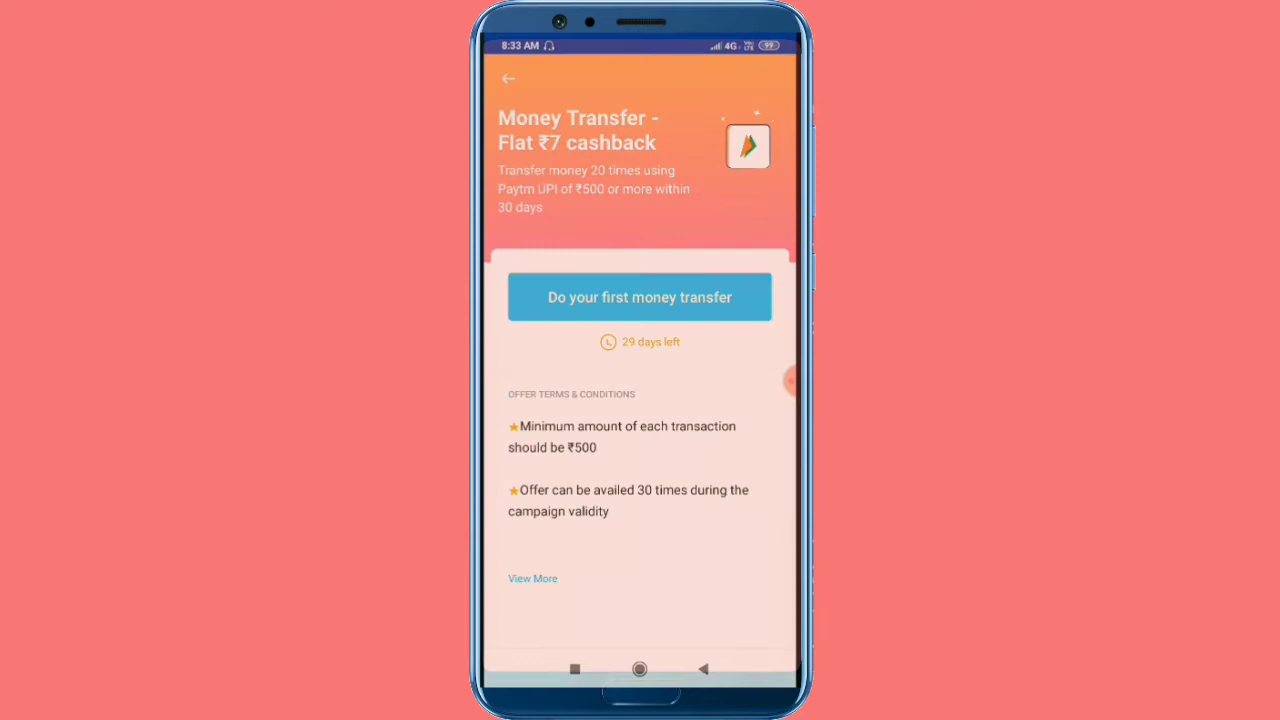 8:33 AM
4G
VoLTE
99
Money Transfer -
Flat ₹7 cashback
Transfer money 20 times using
Paytm UPI of ₹500 or more within
30 days
Do your first money transfer
29 days left
OFFER TERMS & CONDITIONS
★Minimum amount of each transaction
should be ₹500
★Offer can be availed 30 times during the
campaign validity
View More